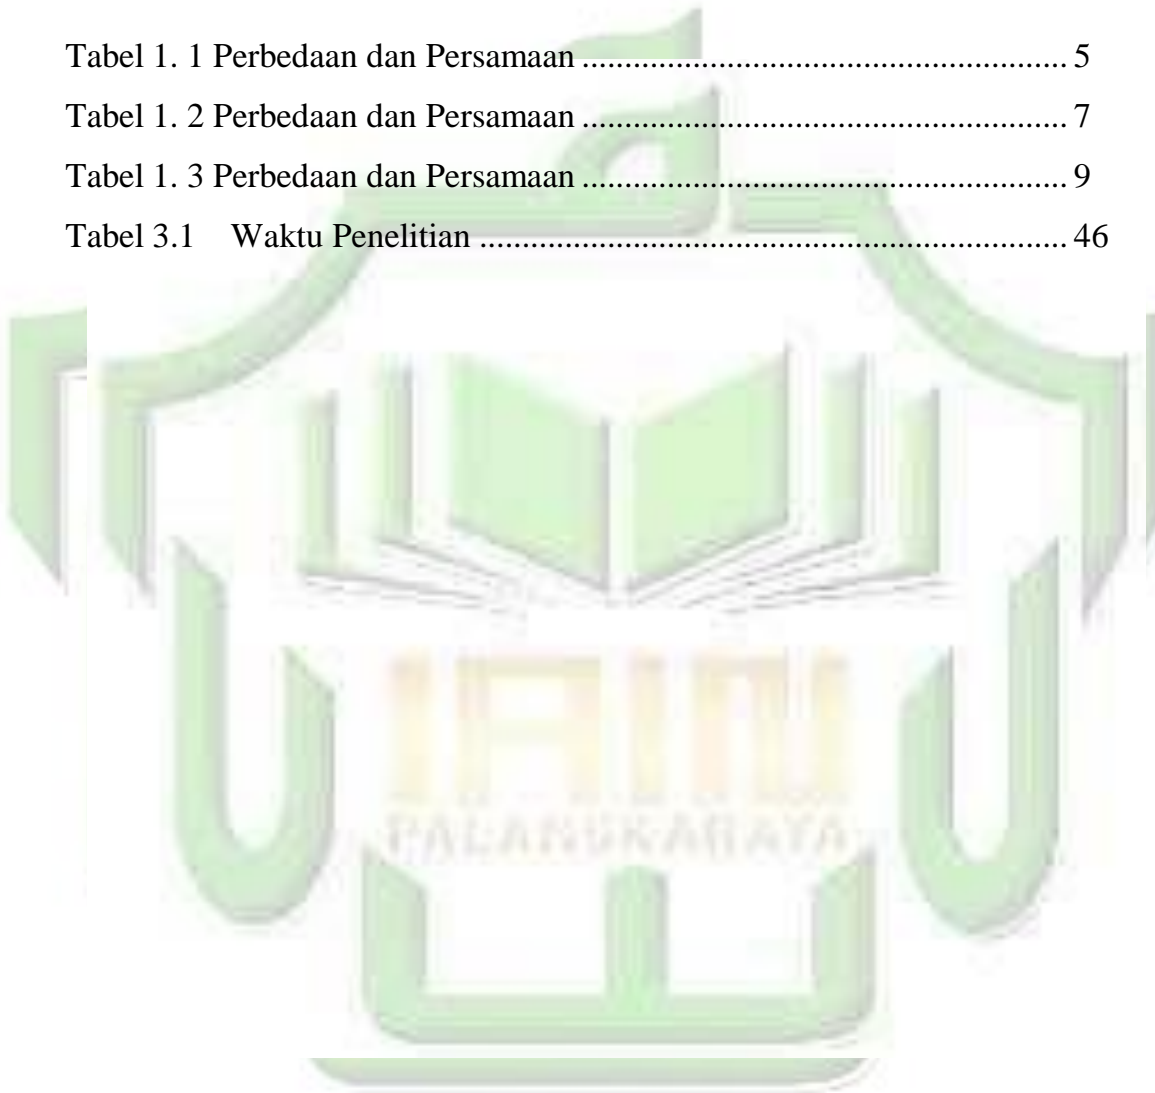 Tabel 1. 1 Perbedaan dan Persamaan .......................................................... 5
Tabel 1. 2 Perbedaan dan Persamaan .......................................................... 7
Tabel 1. 3 Perbedaan dan Persamaan .......................................................... 9
Tabel 3.1 Waktu Penelitian ...................................................................... 46
IAIN
PALANGKARAYA